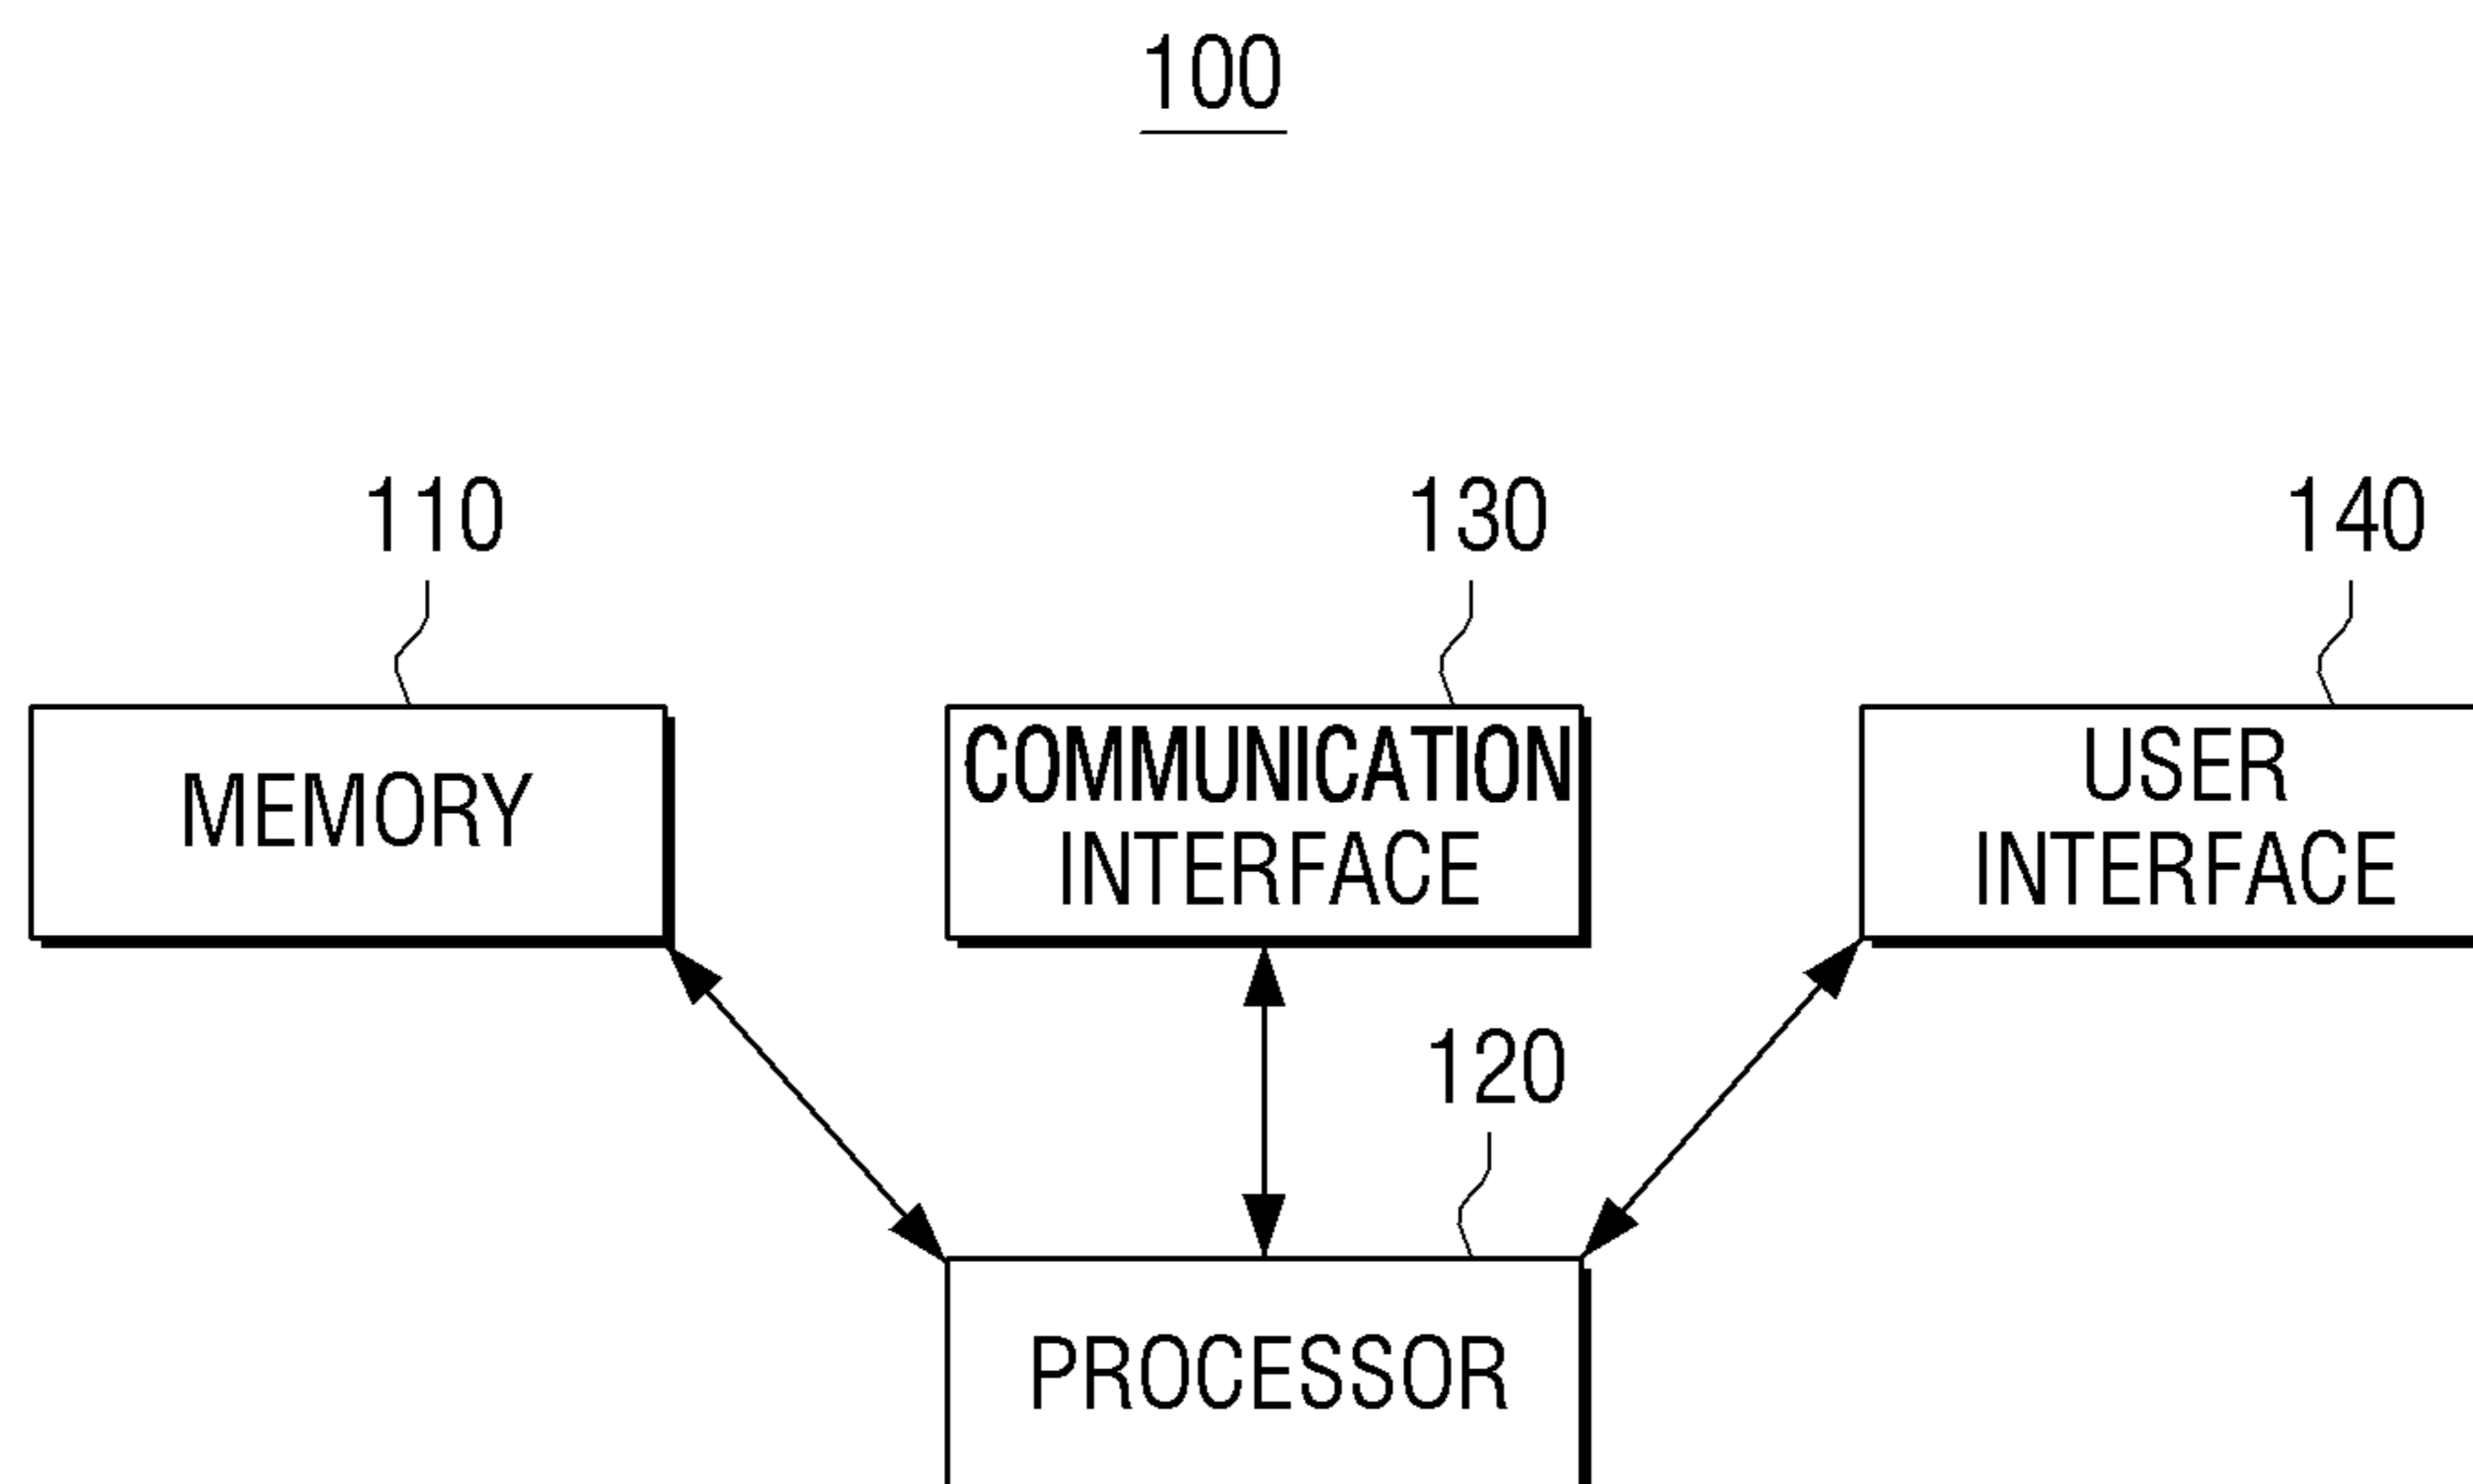 100
110
130
140
MEMORY
COMMUNICATION
INTERFACE
USER
INTERFACE
120
PROCESSOR